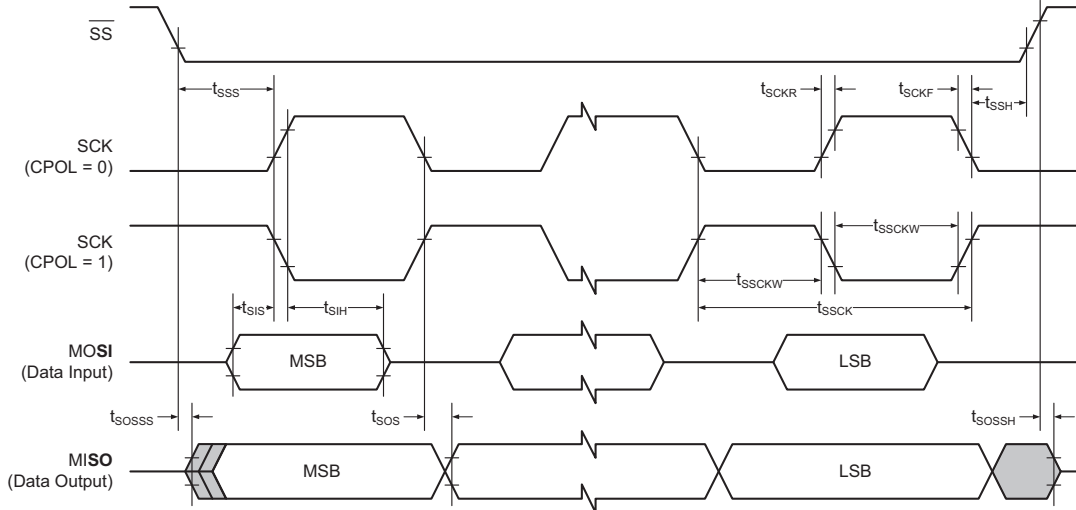 SS
tSSS
tSCKR
tSCKF
tSSH
SCK
(CPOL = 0)
SCK
(CPOL = 1)
tSSCKW
tSSCKW
tSIS
tSIH
tSSCK
MOSI
(Data Input)
MSB
LSB
tSOSSS
tSOS
tSOSSH
MISO
(Data Output)
MSB
LSB